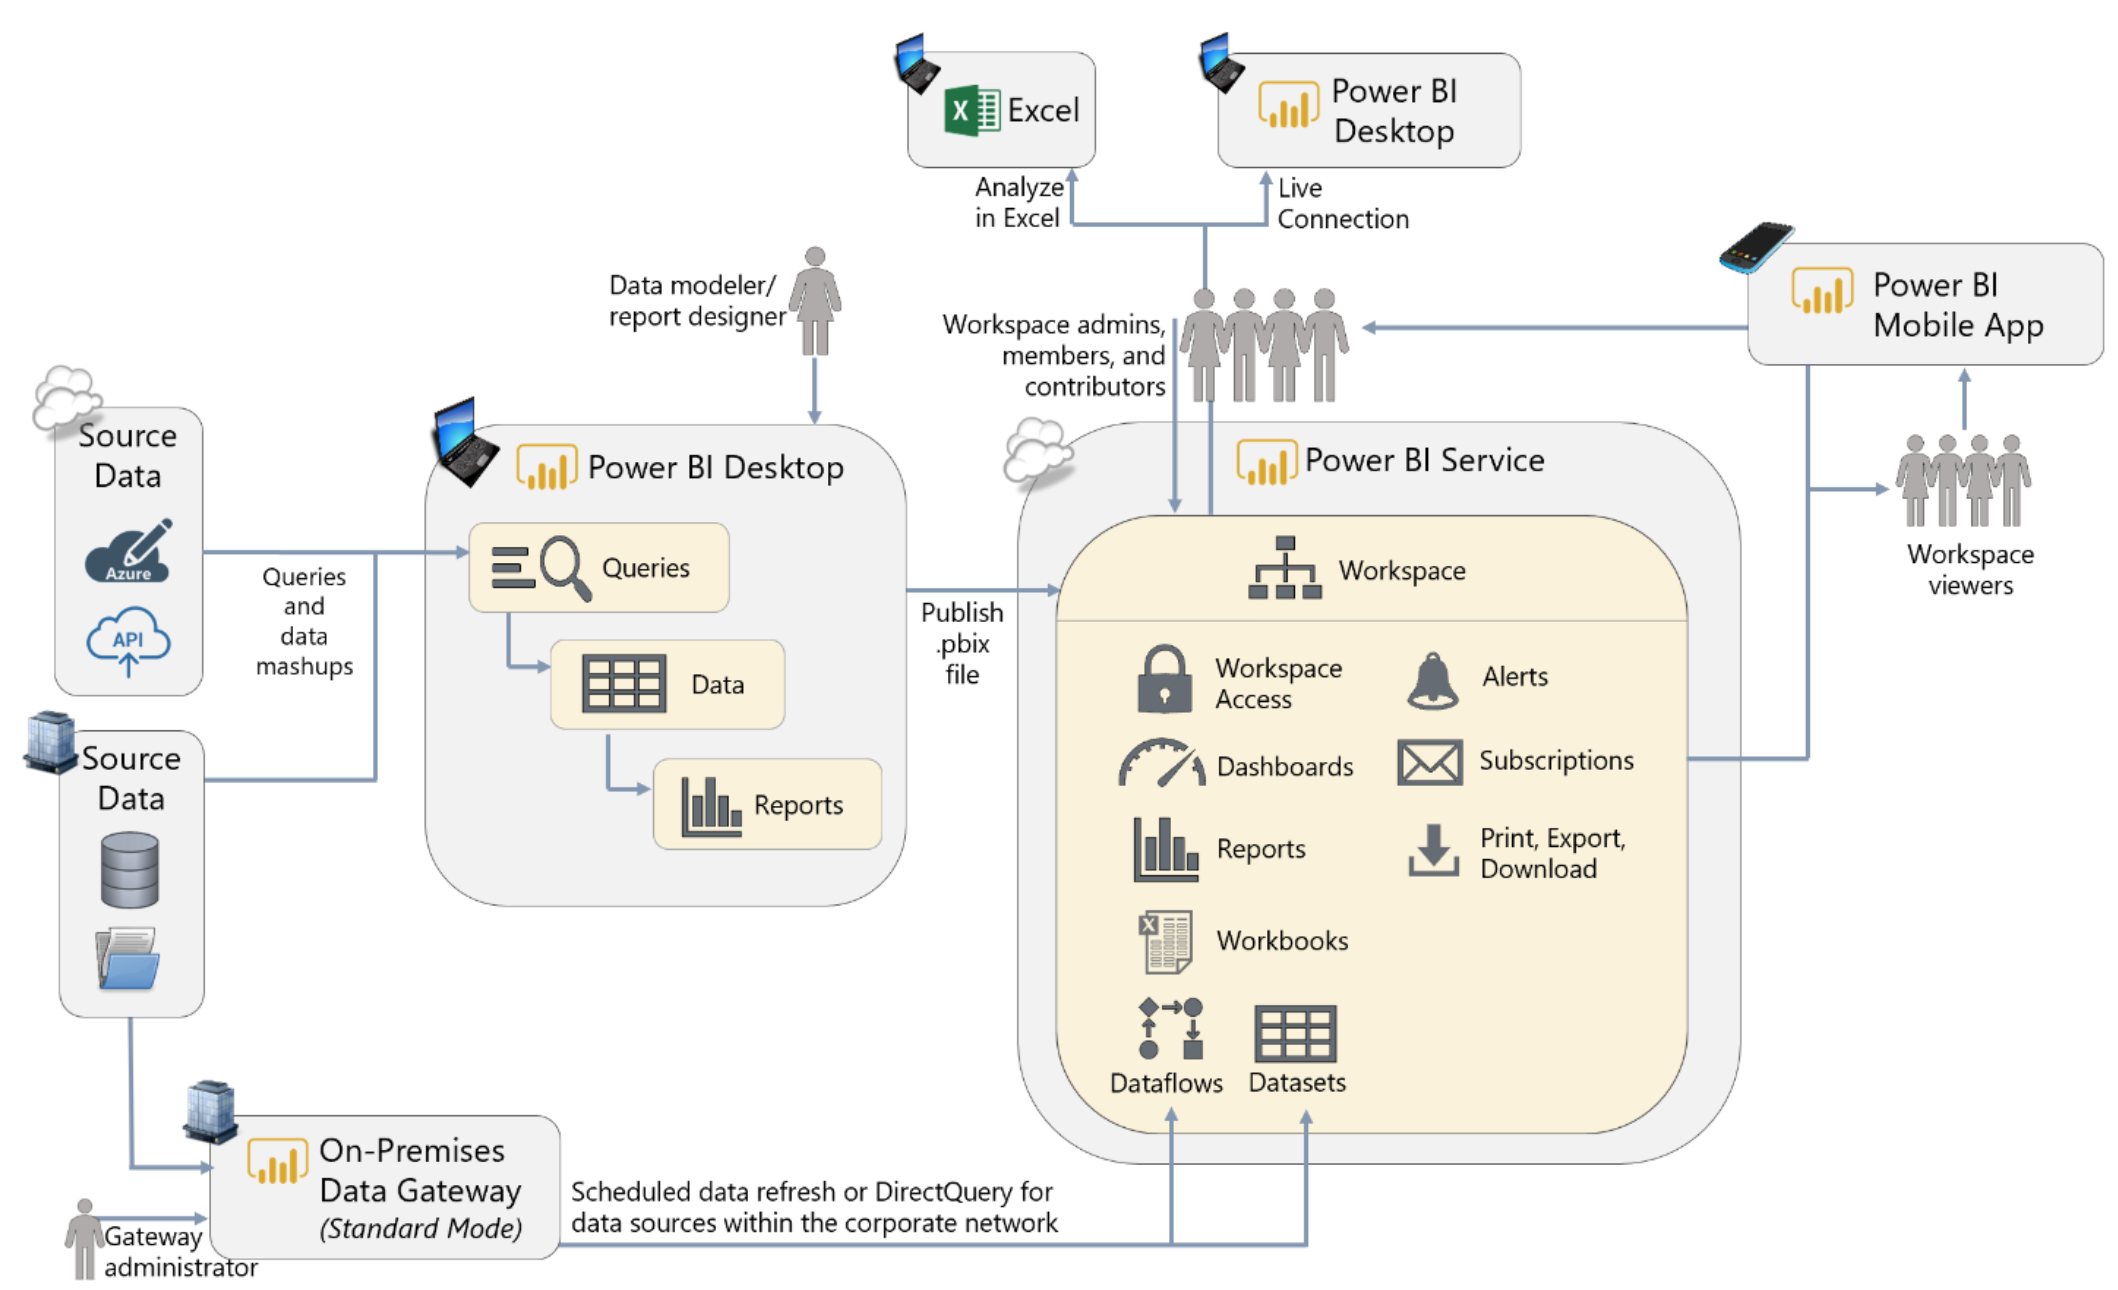 Excel
Power BI
Desktop
Analyze
in Excel
Live
Connection
Data modeler/
report designer
Workspace admins,
members, and
contributors
Power BI
Mobile App
Source
Data
Azure
API
Queries
and
data
mashups
Power BI Desktop
Queries
Data
Reports
Publish
.pbix
file
Power BI Service
Workspace
Workspace
Access
Alerts
Dashboards
Subscriptions
Reports
Print, Export,
Download
Workbooks
Dataflows
Datasets
Workspace
viewers
Source
Data
On-Premises
Data Gateway
(Standard Mode)
Gateway
administrator
Scheduled data refresh or DirectQuery for
data sources within the corporate network